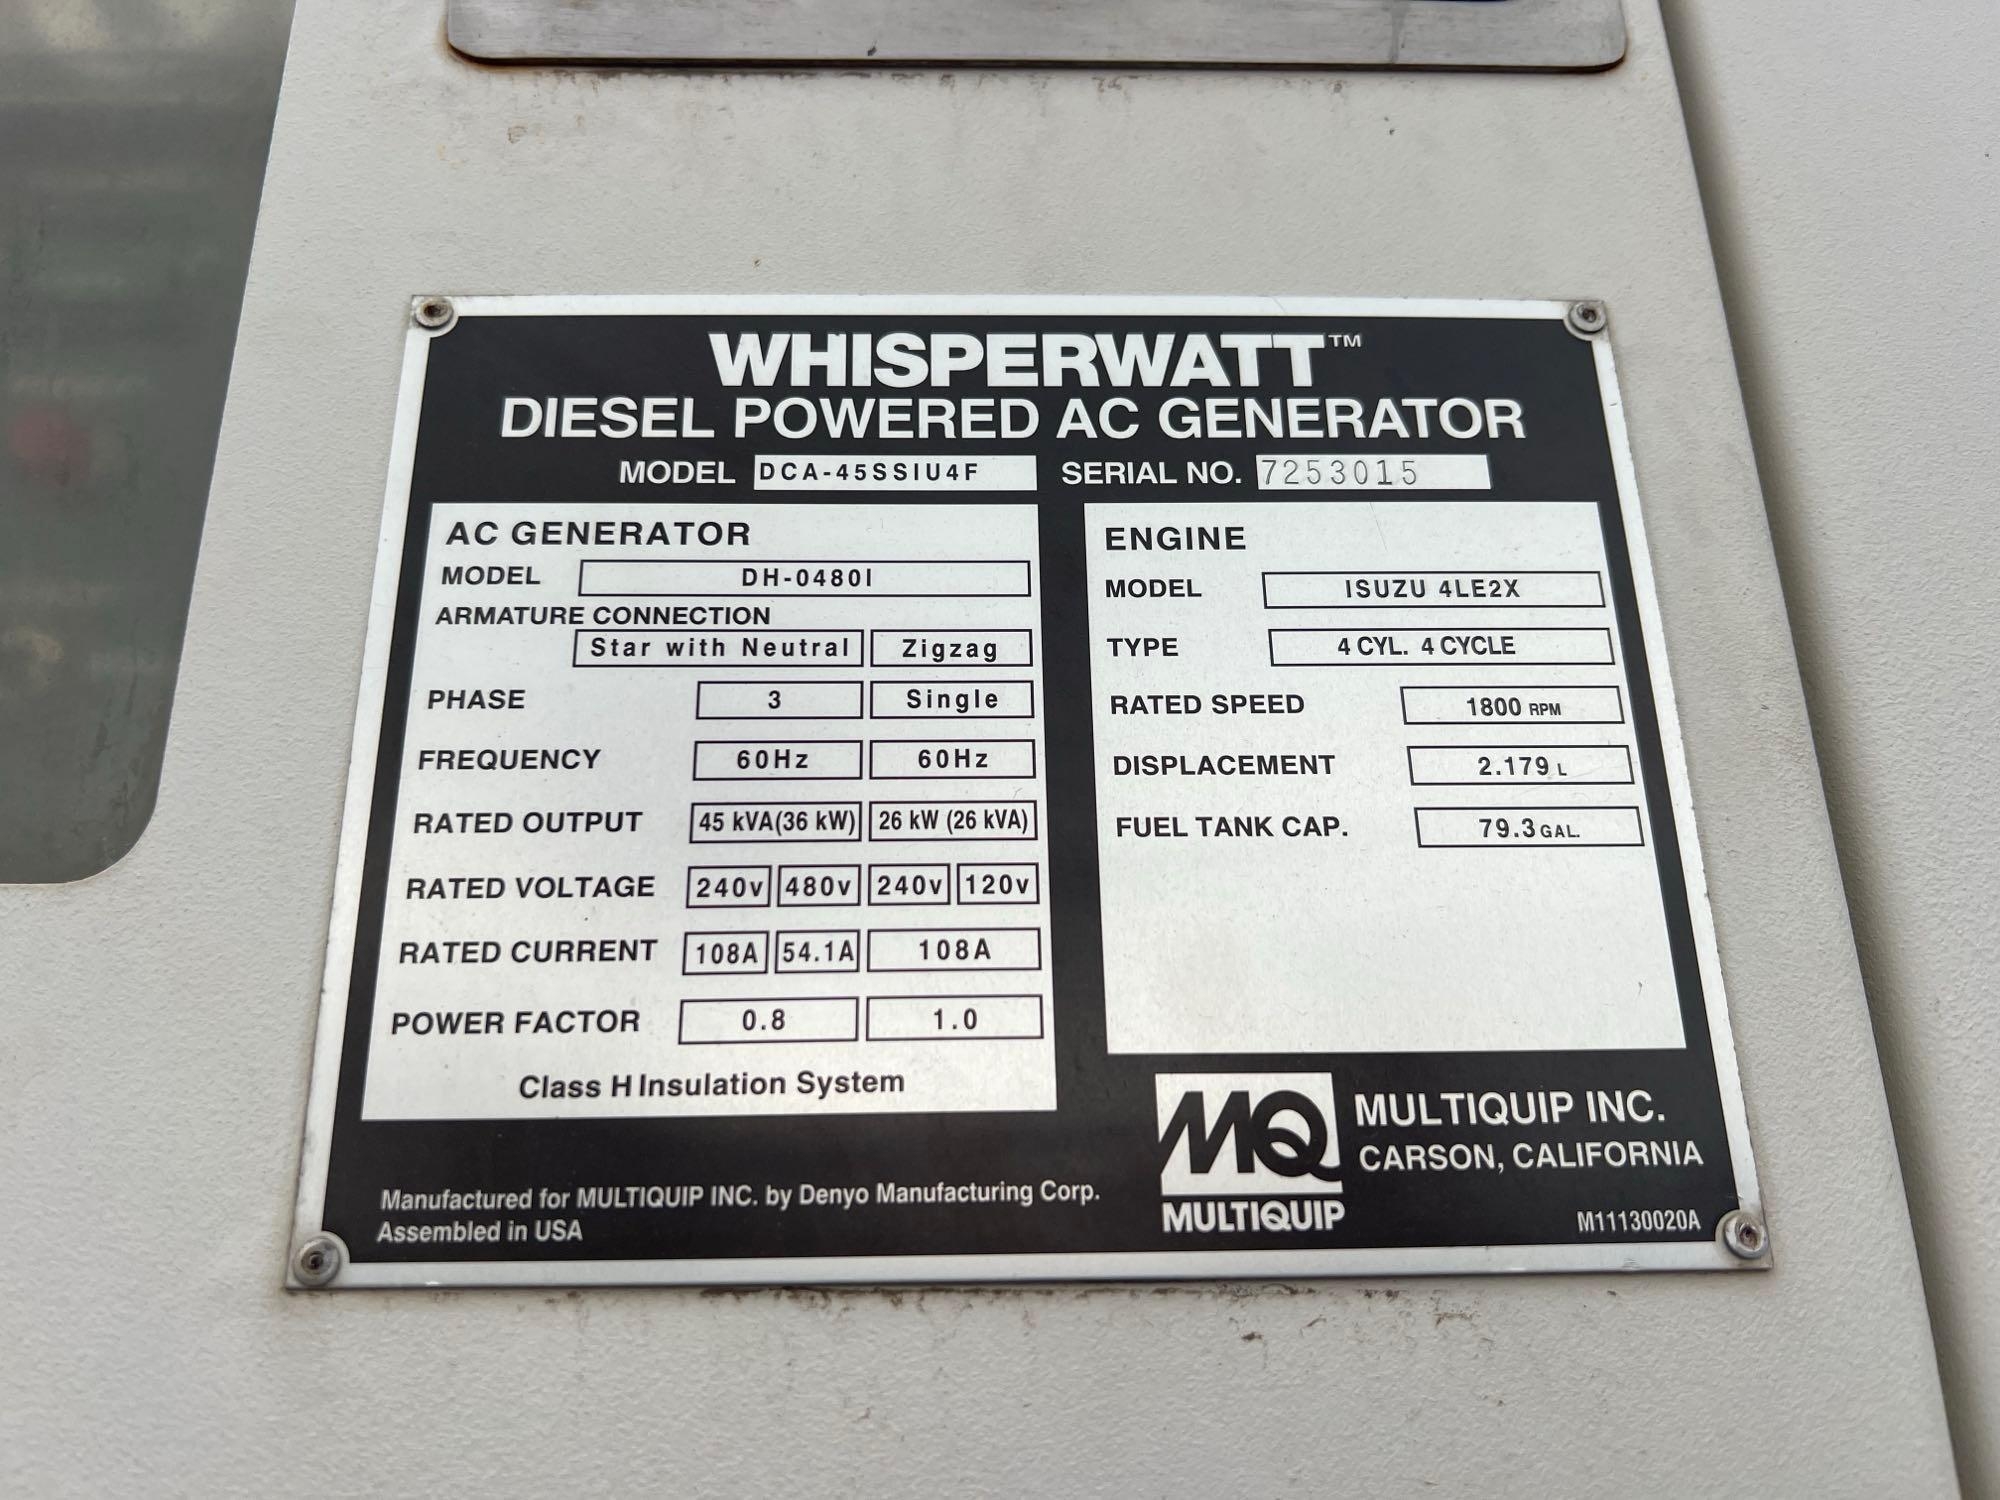 WHISPERWATT™
DIESEL POWERED AC GENERATOR
MODEL DCA-45SSIU4F SERIAL NO. 7253015
AC GENERATOR
MODEL DH-0480I
ARMATURE CONNECTION
Star with Neutral Zigzag
PHASE 3 Single
FREQUENCY 60Hz 60Hz
RATED OUTPUT 45 kVA(36 kW) 26 kW (26 kVA)
RATED VOLTAGE 240v 480v 240v 120v
RATED CURRENT 108A 54.1A 108A
POWER FACTOR 0.8 1.0
Class H Insulation System
ENGINE
MODEL ISUZU 4LE2X
TYPE 4 CYL. 4 CYCLE
RATED SPEED 1800 RPM
DISPLACEMENT 2.179 L
FUEL TANK CAP. 79.3 GAL.
Manufactured for MULTIQUIP INC. by Denyo Manufacturing Corp.
Assembled in USA
MQ
MULTIQUIP
MULTIQUIP INC.
CARSON, CALIFORNIA
M11130020A